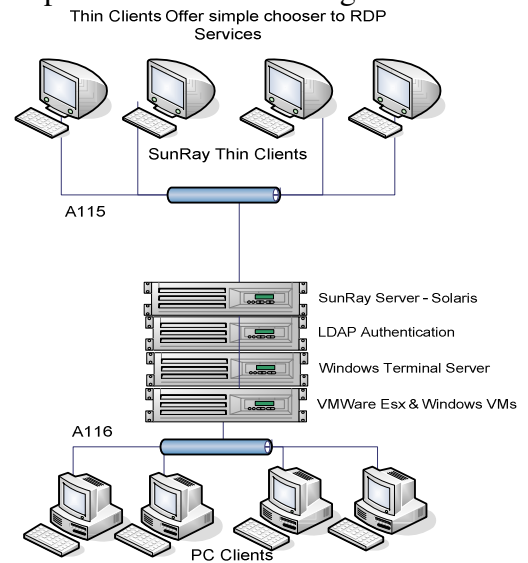 Thin Clients Offer simple chooser to RDP
Services
SunRay Thin Clients
A115
SunRay Server - Solaris
LDAP Authentication
Windows Terminal Server
VMWare Esx & Windows VMs
A116
PC Clients